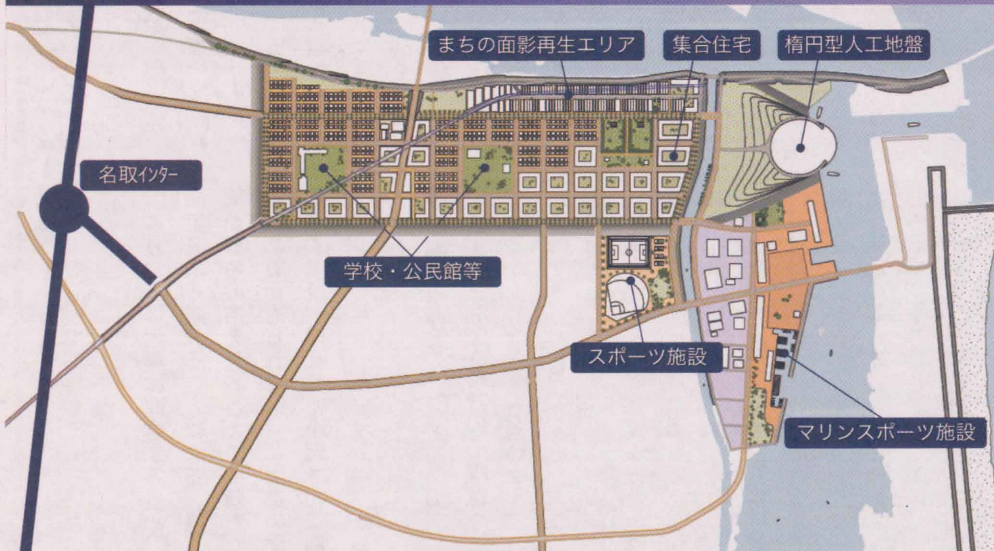 まちの面影再生エリア
集合住宅
楕円型人工地盤
名取インター
学校・公民館等
スポーツ施設
マリンスポーツ施設